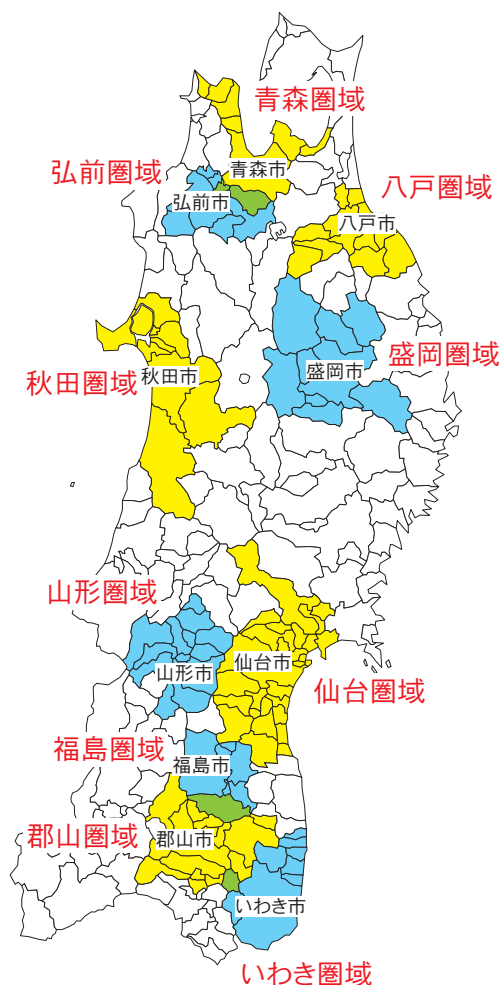 青森圏域
青森市
弘前圏域
弘前市
八戸圏域
八戸市
秋田圏域
秋田市
盛岡圏域
盛岡市
山形圏域
山形市
仙台市
仙台圏域
福島圏域
福島市
郡山圏域
郡山市
いわき市
いわき圏域